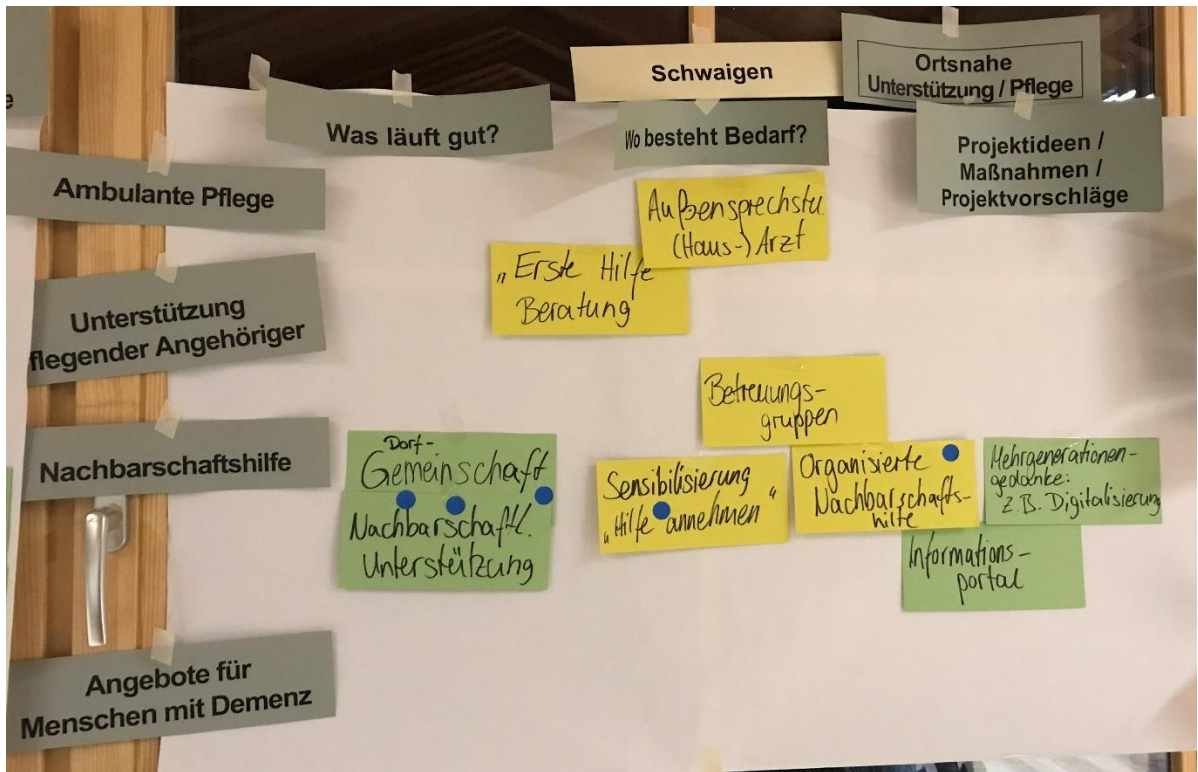 Schwaigen
Ortsnahe
Unterstützung / Pflege
Was läuft gut?
Wo besteht Bedarf?
Projektideen /
Maßnahmen /
Projektvorschläge
Ambulante Pflege
Außensprechstu.
(Haus-) Arzt
„Erste Hilfe
Beratung
Unterstützung
flegender Angehöriger
Betreuungs-
gruppen
Nachbarschaftshilfe
Dorf-
Gemeinschaft
Nachbarschaftl.
Unterstützung
Sensibilisierung
„Hilfe annehmen"
Organisierte
Nachbarschafts-
hilfe
Mehrgenerationen-
gedanke:
z.B. Digitalisierung
Informations-
portal
Angebote für
Menschen mit Demenz